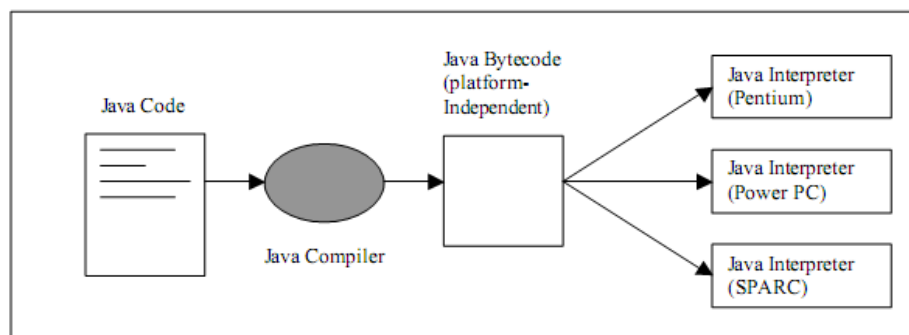 Java Code
Java Compiler
Java Bytecode
(platform-
Independent)
Java Interpreter
(Pentium)
Java Interpreter
(Power PC)
Java Interpreter
(SPARC)